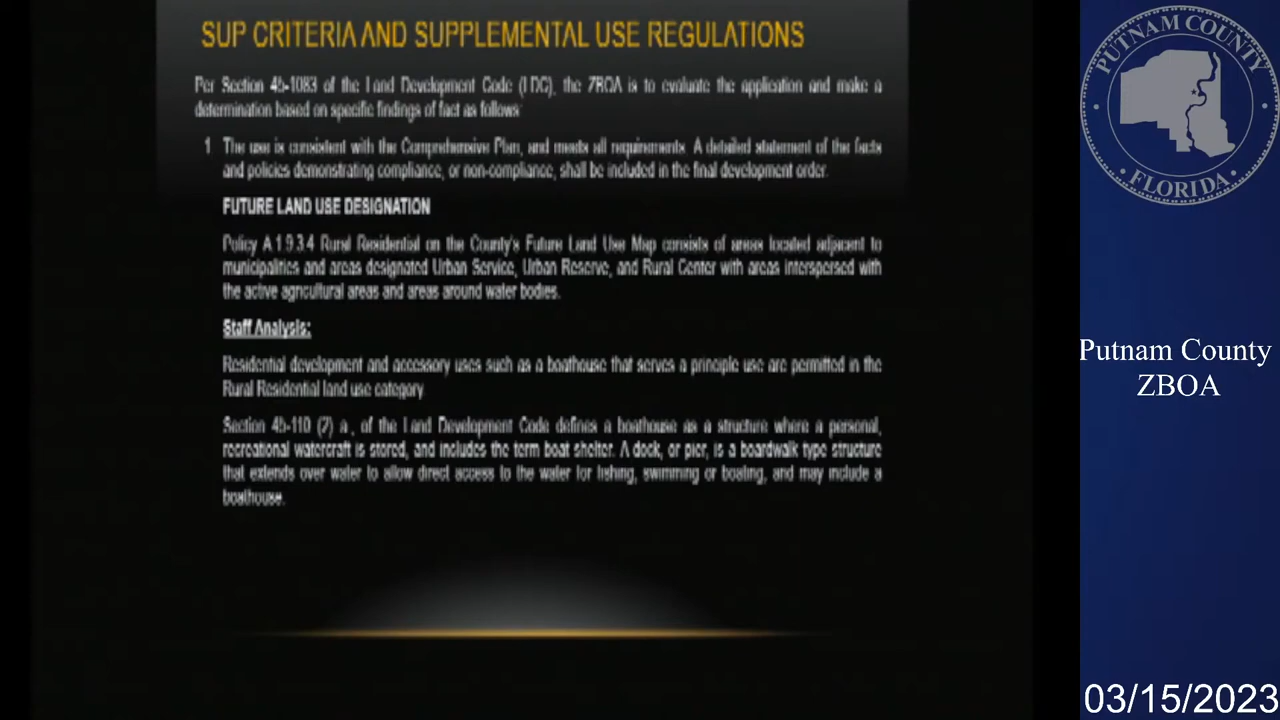 SUP CRITERIA AND SUPPLEMENTAL USE REGULATIONS
Per Section 45-1083 of the Land Development Code (LDC), the ZBOA is to evaluate the application and make a
determination based on specific findings of fact as follows:
1 The use is consistent with the Comprehensive Plan, and meets all requirements. A detailed statement of the facts
and policies demonstrating compliance, or non-compliance, shall be included in the final development order.
FUTURE LAND USE DESIGNATION
Policy A.1.9.3.4 Rural Residential on the County's Future Land Use Map consists of areas located adjacent to
municipalities and areas designated Urban Service, Urban Reserve, and Rural Center with areas interspersed with
the active agricultural areas and areas around water bodies.
Staff Analysis:
Residential development and accessory uses such as a boathouse that serves a principle use are permitted in the
Rural Residential land use category
Section 45-110 (2) a., of the Land Development Code defines a boathouse as a structure where a personal,
recreational watercraft is stored, and includes the term boat shelter. A dock, or pier, is a boardwalk type structure
that extends over water to allow direct access to the water for fishing, swimming or boating, and may include a
boathouse.
PUTNAM COUNTY
FLORIDA
Putnam County
ZBOA
03/15/2023